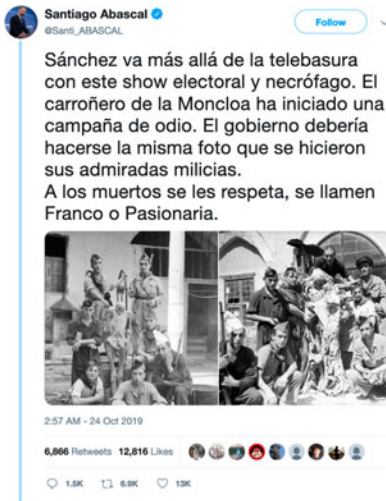 Santiago Abascal
@Santi_ABASCAL
Follow
Sánchez va más allá de la telebasura
con este show electoral y necrófago. El
carroñero de la Moncloa ha iniciado una
campaña de odio. El gobierno debería
hacerse la misma foto que se hicieron
sus admiradas milicias.
A los muertos se les respeta, se llamen
Franco o Pasionaria.
2:57 AM - 24 Oct 2019
6,866 Retweets 12,816 Likes
1.5K 6.9K 13K